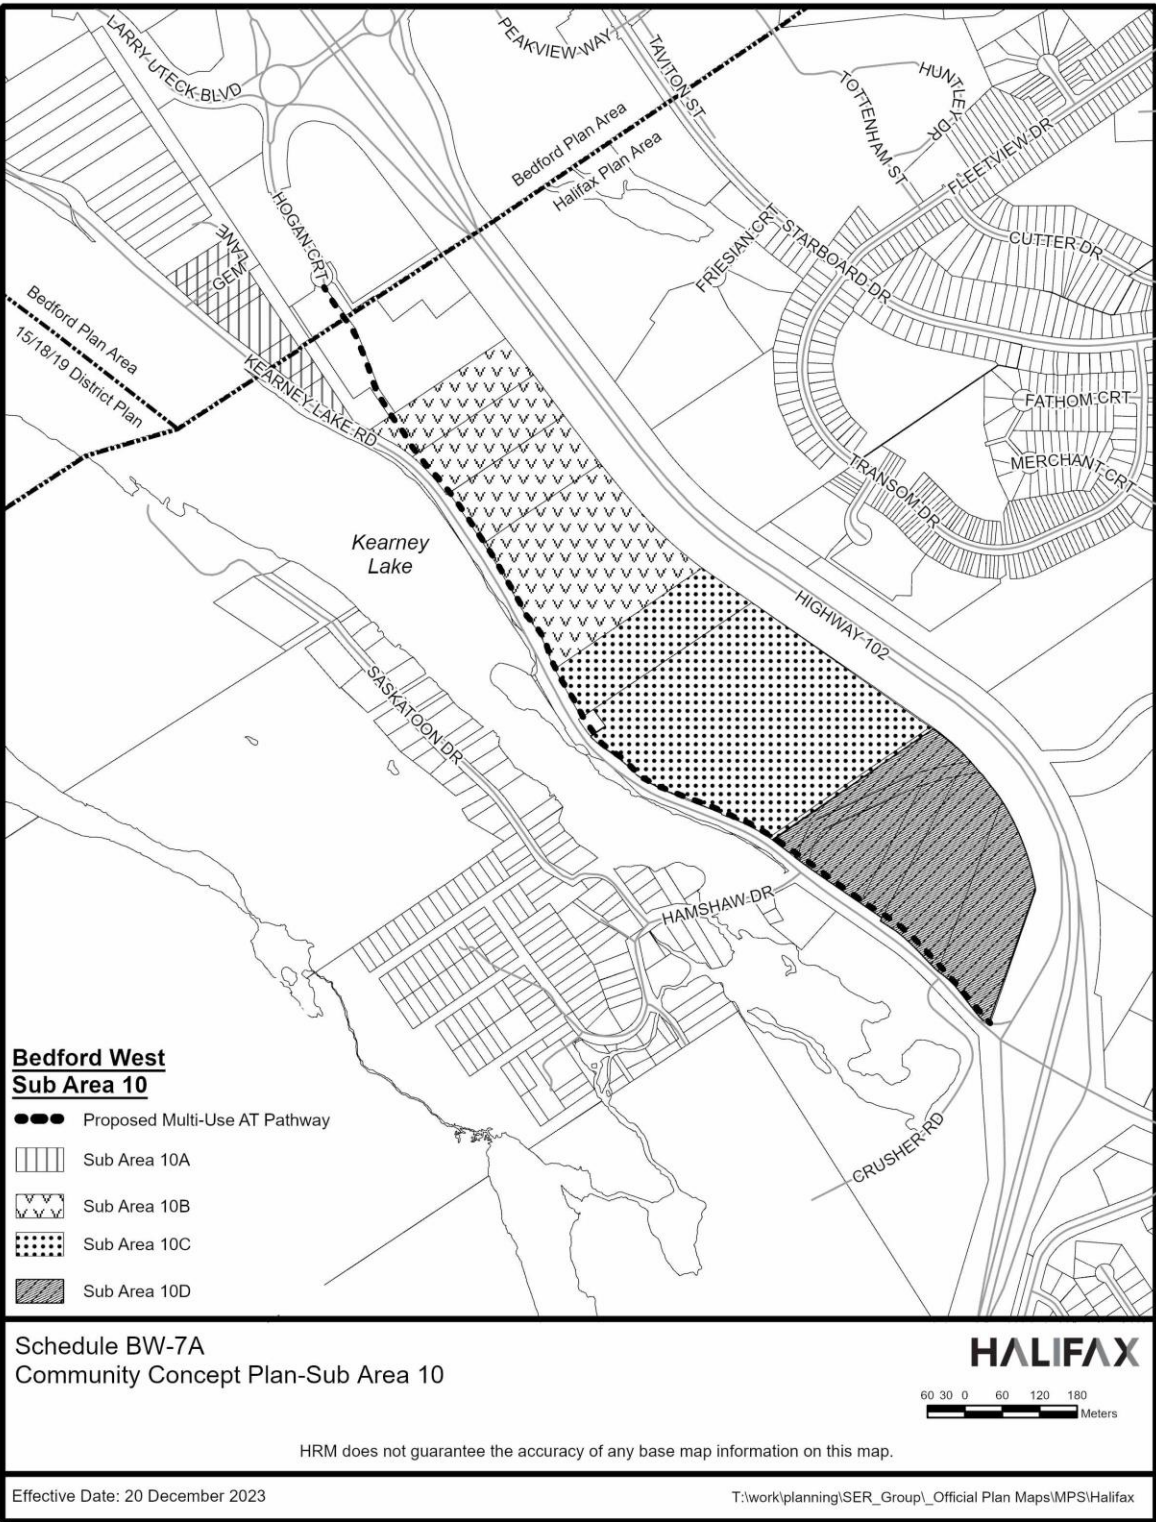 LARRY UTECK BLVD
PEAKVIEW WAY
TAVITON ST
TOTTENHAM ST
HUNTLEY DR
FLEETVIEW DR
Bedford Plan Area
Halifax Plan Area
HOGAN CRT
GEM LANE
FRIESIAN CRT
STARBOARD DR
CUTTER DR
Bedford Plan Area
15/18/19 District Plan
KEARNEY LAKE RD
FATHOM CRT
MERCHANT CRT
TRANSOM DR
Kearney
Lake
HIGHWAY 102
SASKATOON DR
HAMSHAW DR
CRUSHER RD
Bedford West
Sub Area 10
Proposed Multi-Use AT Pathway
Sub Area 10A
Sub Area 10B
Sub Area 10C
Sub Area 10D
Schedule BW-7A
Community Concept Plan-Sub Area 10
HALIFAX
60 30 0 60 120 180
Meters
HRM does not guarantee the accuracy of any base map information on this map.
Effective Date: 20 December 2023
T:\work\planning\SER_Group\_Official Plan Maps\MPS\Halifax